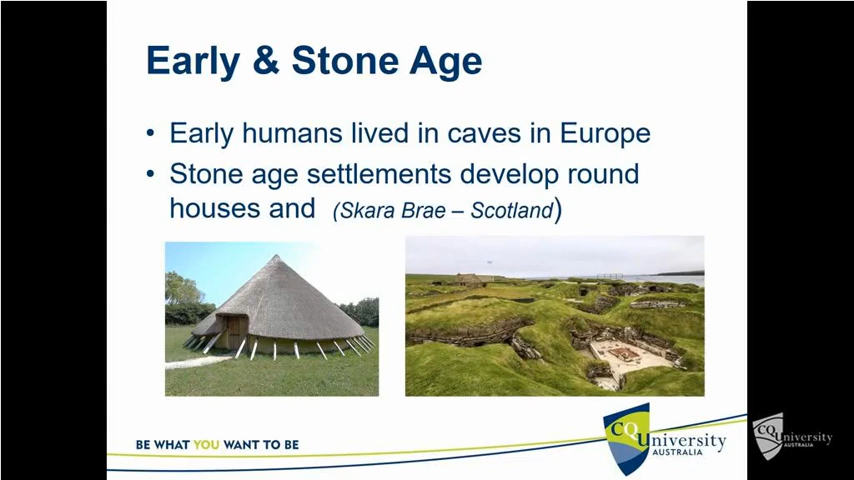 Early & Stone Age
• Early humans lived in caves in Europe
• Stone age settlements develop round
houses and (Skara Brae – Scotland)
BE WHAT YOU WANT TO BE
CQUniversity
AUSTRALIA
CQUniversity
AUSTRALIA